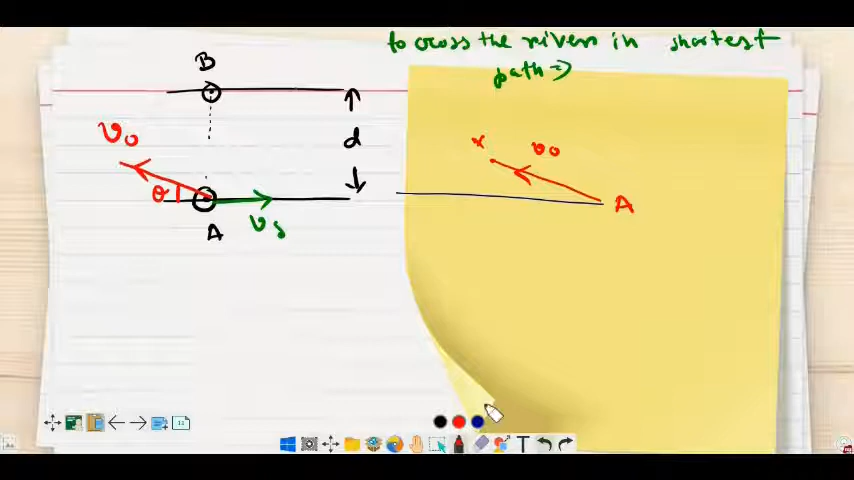 to cross the river in shortest
path ⇒
B
v₀
d
θ
A
vₛ
x
v₀
A
T